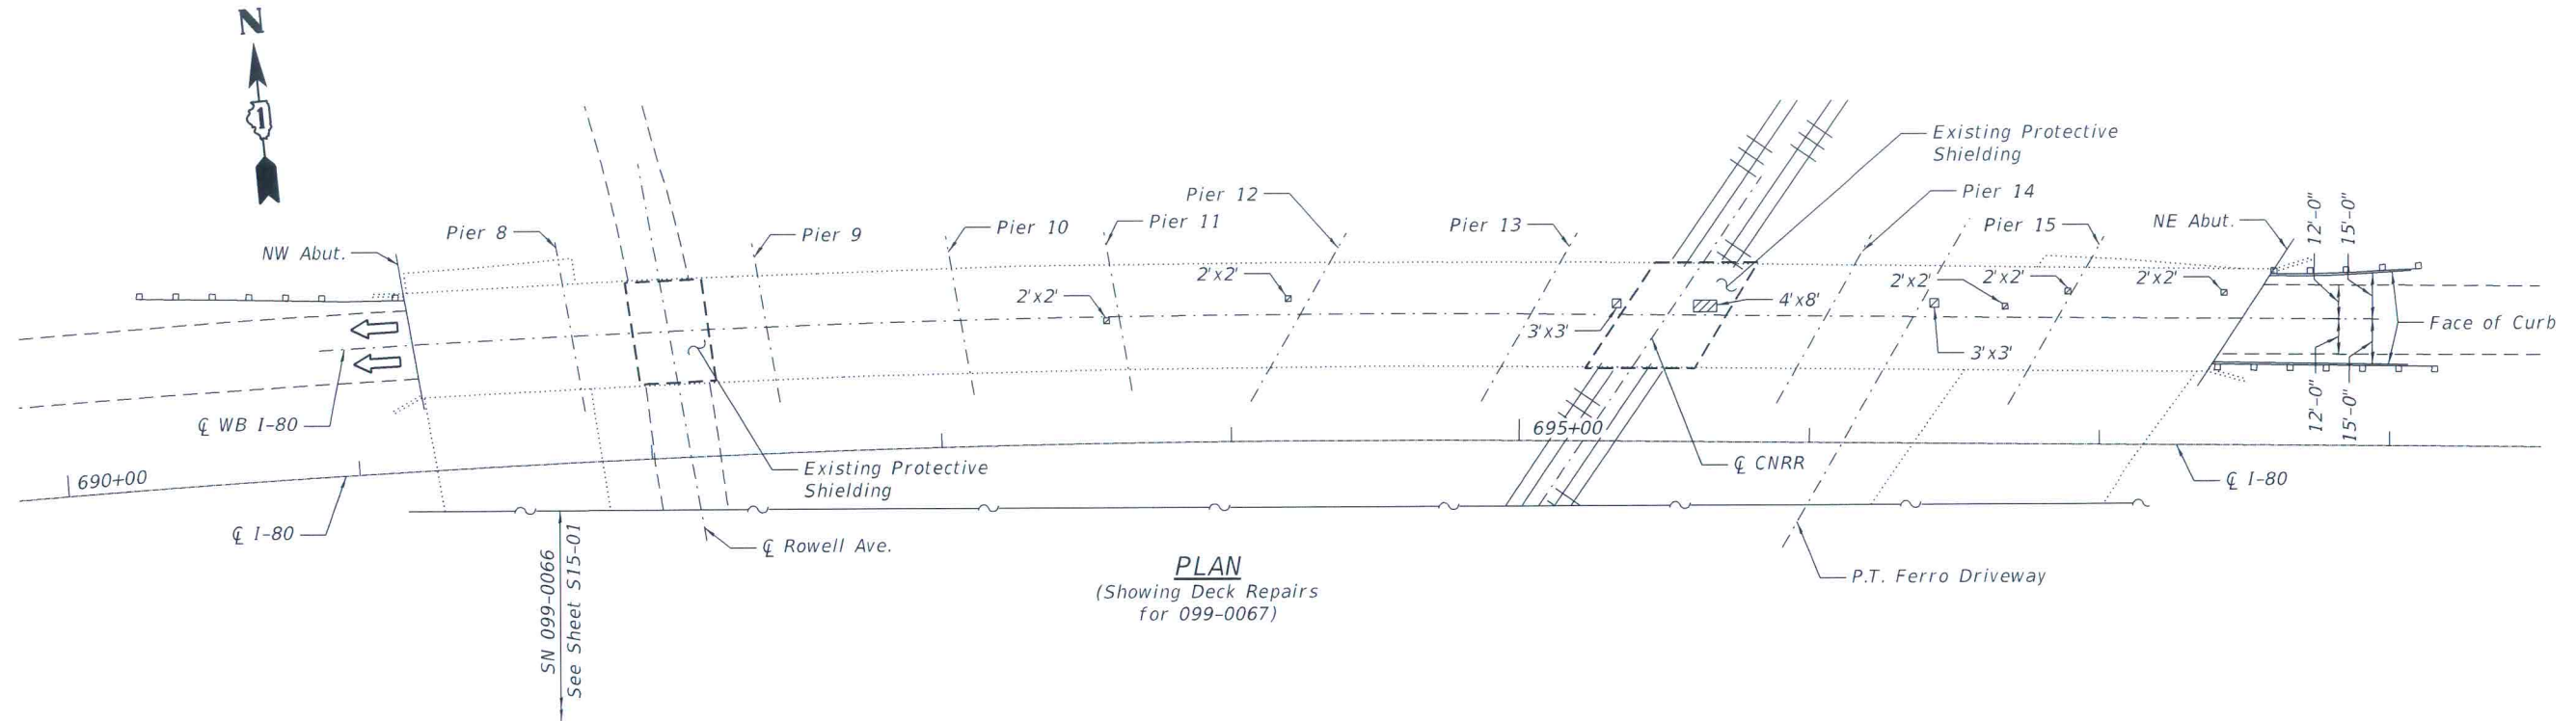 N
1
Existing Protective
Shielding
Pier 12
Pier 14
12'-0"
15'-0"
Pier 8
Pier 9
Pier 10
Pier 11
Pier 13
Pier 15
NE Abut.
NW Abut.
2'x2'
2'x2'
2'x2'
2'x2'
2'x2'
4'x8'
3'x3'
3'x3'
Face of Curb
12'-0"
15'-0"
℄ WB I-80
695+00
690+00
Existing Protective
Shielding
℄ CNRR
℄ I-80
℄ I-80
℄ Rowell Ave.
SN 099-0066
See Sheet S15-01
P.T. Ferro Driveway
PLAN
(Showing Deck Repairs
for 099-0067)